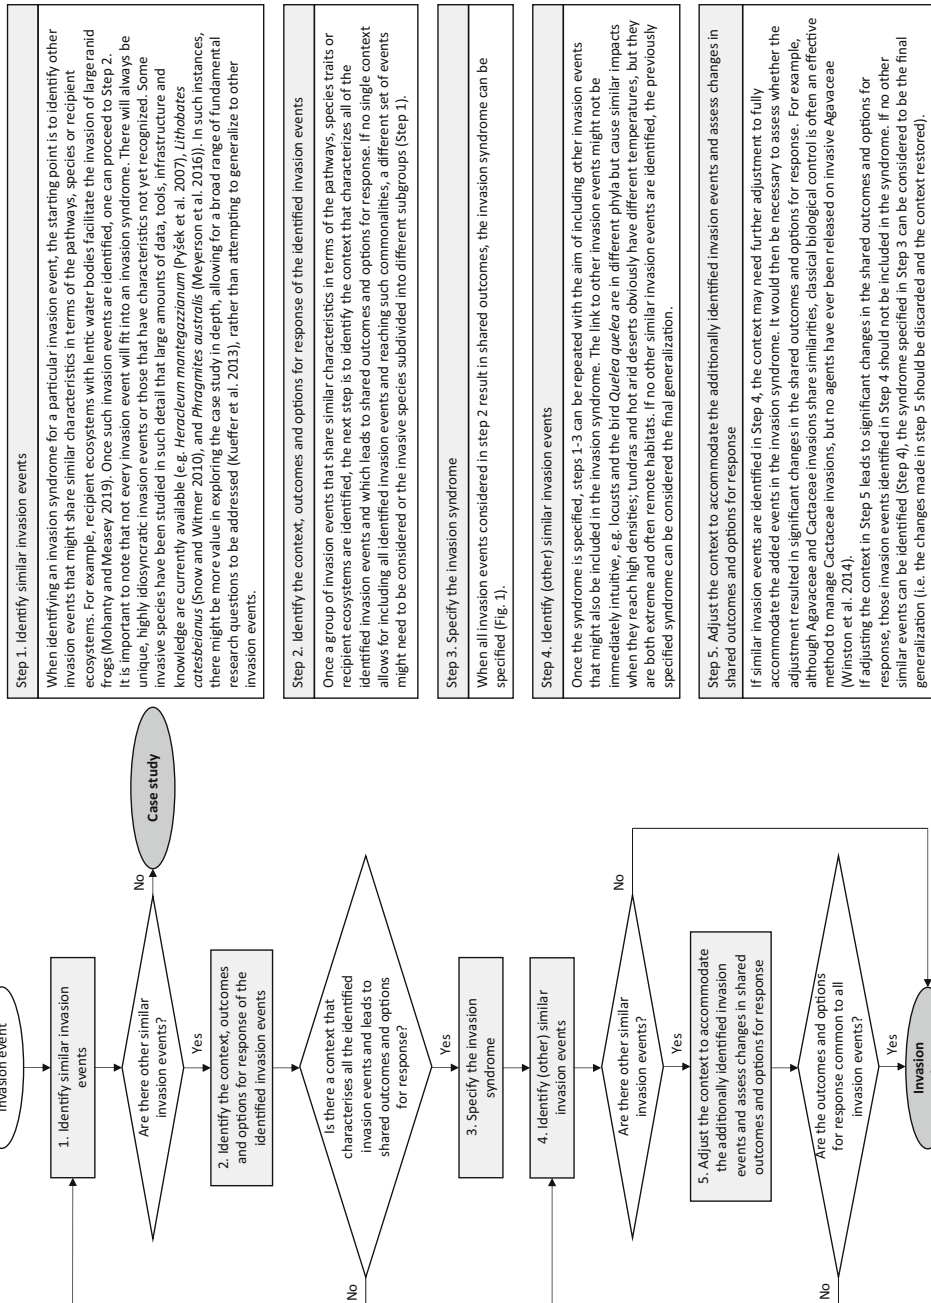 Invasion event
1. Identify similar invasion
events
Are there other similar
invasion events?
No
Case study
Yes
2. Identify the context, outcomes
and options for response of the
identified invasion events
Is there a context that
characterises all the identified
invasion events and leads to
shared outcomes and options
for response?
No
Yes
3. Specify the invasion
syndrome
4. Identify (other) similar
invasion events
Are there other similar
invasion events?
No
Yes
5. Adjust the context to accommodate
the additionally identified invasion
events and assess changes in shared
outcomes and options for response
Are the outcomes and options
for response common to all
invasion events?
No
Yes
Invasion
Step 1. Identify similar invasion events
When identifying an invasion syndrome for a particular invasion event, the starting point is to identify other
invasion events that might share similar characteristics in terms of the pathways, species or recipient
ecosystems. For example, recipient ecosystems with lentic water bodies facilitate the invasion of large ranid
frogs (Mohanty and Measey 2019). Once such invasion events are identified, one can proceed to Step 2.
It is important to note that not every invasion event will fit into an invasion syndrome. There will always be
unique, highly idiosyncratic invasion events or those that have characteristics not yet recognized. Some
invasive species have been studied in such detail that large amounts of data, tools, infrastructure and
knowledge are currently available (e.g. Heracleum mantegazzianum (Pyšek et al. 2007), Lithobates
catesbeianus (Snow and Witmer 2010), and Phragmites australis (Meyerson et al. 2016)). In such instances,
there might be more value in exploring the case study in depth, allowing for a broad range of fundamental
research questions to be addressed (Kueffer et al. 2013), rather than attempting to generalize to other
invasion events.
Step 2. Identify the context, outcomes and options for response of the identified invasion events
Once a group of invasion events that share similar characteristics in terms of the pathways, species traits or
recipient ecosystems are identified, the next step is to identify the context that characterizes all of the
identified invasion events and which leads to shared outcomes and options for response. If no single context
allows for including all identified invasion events and reaching such commonalities, a different set of events
might need to be considered or the invasive species subdivided into different subgroups (Step 1).
Step 3. Specify the invasion syndrome
When all invasion events considered in step 2 result in shared outcomes, the invasion syndrome can be
specified (Fig. 1).
Step 4. Identify (other) similar invasion events
Once the syndrome is specified, steps 1-3 can be repeated with the aim of including other invasion events
that might also be included in the invasion syndrome. The link to other invasion events might not be
immediately intuitive, e.g. locusts and the bird Quelea quelea are in different phyla but cause similar impacts
when they reach high densities; tundras and hot arid deserts obviously have different temperatures, but they
are both extreme and often remote habitats. If no other similar invasion events are identified, the previously
specified syndrome can be considered the final generalization.
Step 5. Adjust the context to accommodate the additionally identified invasion events and assess changes in
shared outcomes and options for response
If similar invasion events are identified in Step 4, the context may need further adjustment to fully
accommodate the added events in the invasion syndrome. It would then be necessary to assess whether the
adjustment resulted in significant changes in the shared outcomes and options for response.  For example,
although Agavaceae and Cactaceae invasions share similarities, classical biological control is often an effective
method to manage Cactaceae invasions, but no agents have ever been released on invasive Agavaceae
(Winston et al. 2014).
If adjusting the context in Step 5 leads to significant changes in the shared outcomes and options for
response, those invasion events identified in Step 4 should not be included in the syndrome. If no other
similar events can be identified (Step 4), the syndrome specified in Step 3 can be considered to be the final
generalization (i.e. the changes made in step 5 should be discarded and the context restored).